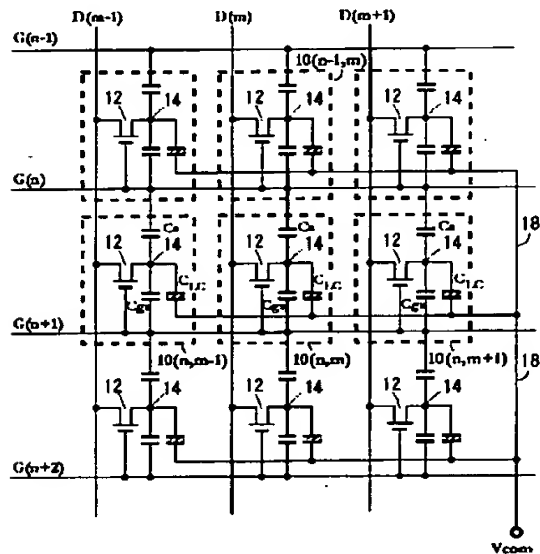 D(m-1) D(m) D(m+1)
G(n-1)
10(n-1,m)
12 14 12 14 12 14
G(n)
Cs Cs Cs
12 14 12 14 12 14
18
CLC CLC CLC
Cgs Cgs Cgs
G(n+1)
10(n,m-1) 10(n,m) 10(n,m+1)
12 14 12 14 12 14
18
G(n+2)
Vcom